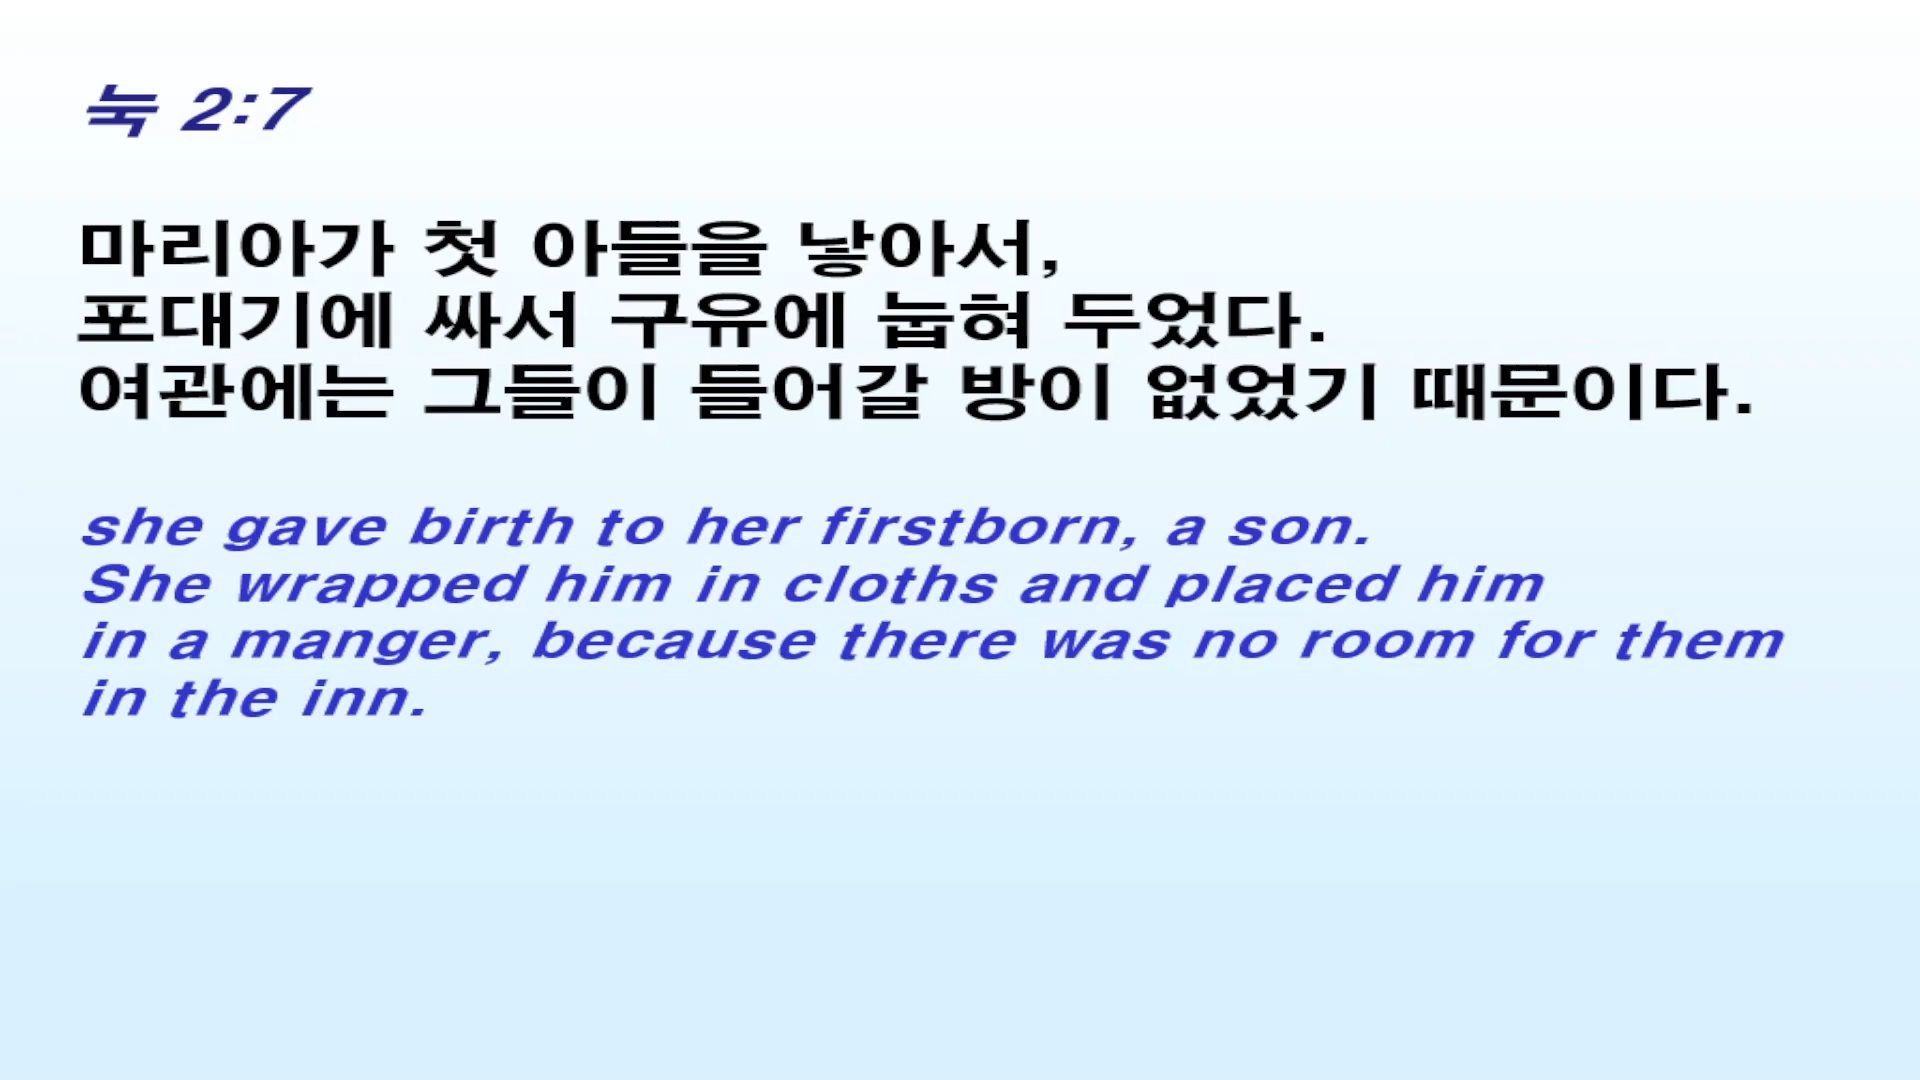 눅 2:7
마리아가 첫 아들을 낳아서,
포대기에 싸서 구유에 눕혀 두었다.
여관에는 그들이 들어갈 방이 없었기 때문이다.
she gave birth to her firstborn, a son.
She wrapped him in cloths and placed him
in a manger, because there was no room for them
in the inn.